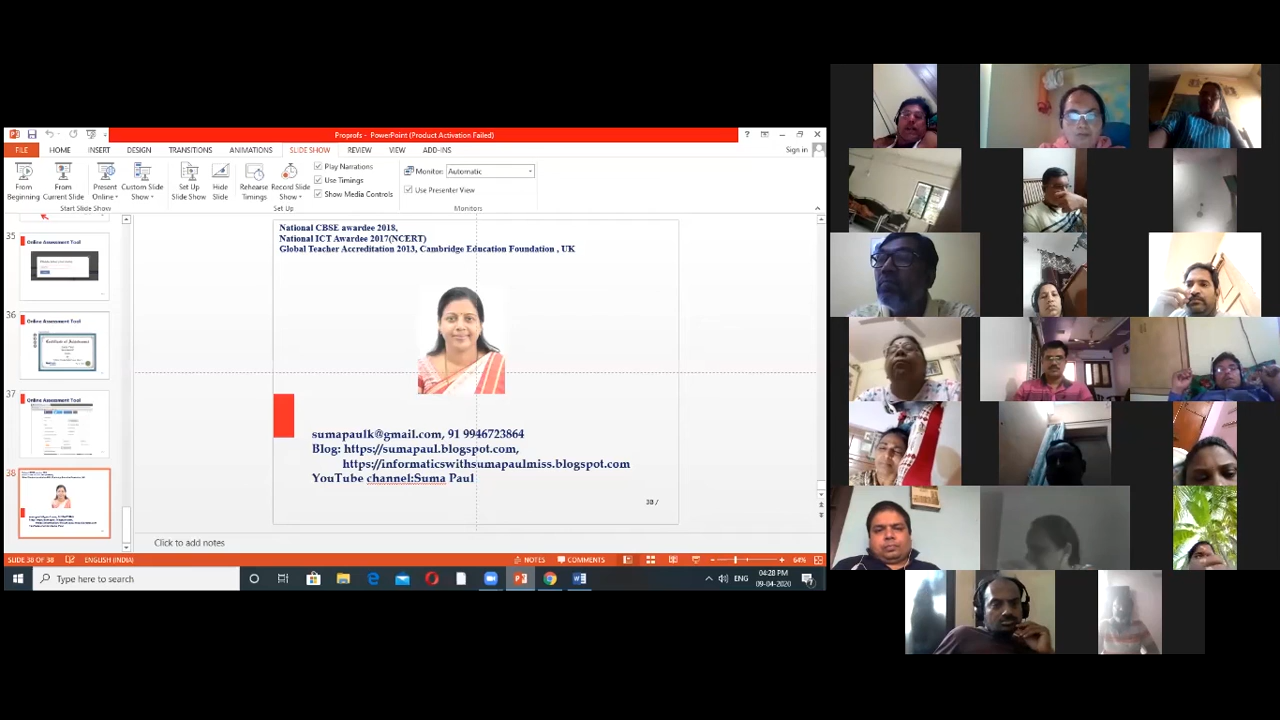 Proprofs - PowerPoint (Product Activation Failed)
FILE HOME INSERT DESIGN TRANSITIONS ANIMATIONS SLIDE SHOW REVIEW VIEW ADD-INS Sign in
From Beginning
From Current Slide
Present Online
Custom Slide Show
Set Up Slide Show
Hide Slide
Rehearse Timings
Record Slide Show
Play Narrations
Use Timings
Show Media Controls
Monitor: Automatic
Use Presenter View
Start Slide Show
Set Up
Monitors
35
Online Assessment Tool
36
Online Assessment Tool
37
Online Assessment Tool
38
National CBSE awardee 2018,
National ICT Awardee 2017(NCERT)
Global Teacher Accreditation 2013, Cambridge Education Foundation , UK
sumapaulk@gmail.com, 91 9946723864
Blog: https://sumapaul.blogspot.com,
https://informaticswithsumapaulmiss.blogspot.com
YouTube channel:Suma Paul
Click to add notes
SLIDE 38 OF 38 ENGLISH (INDIA) NOTES COMMENTS 64%
Type here to search
ENG
04:28 PM
09-04-2020